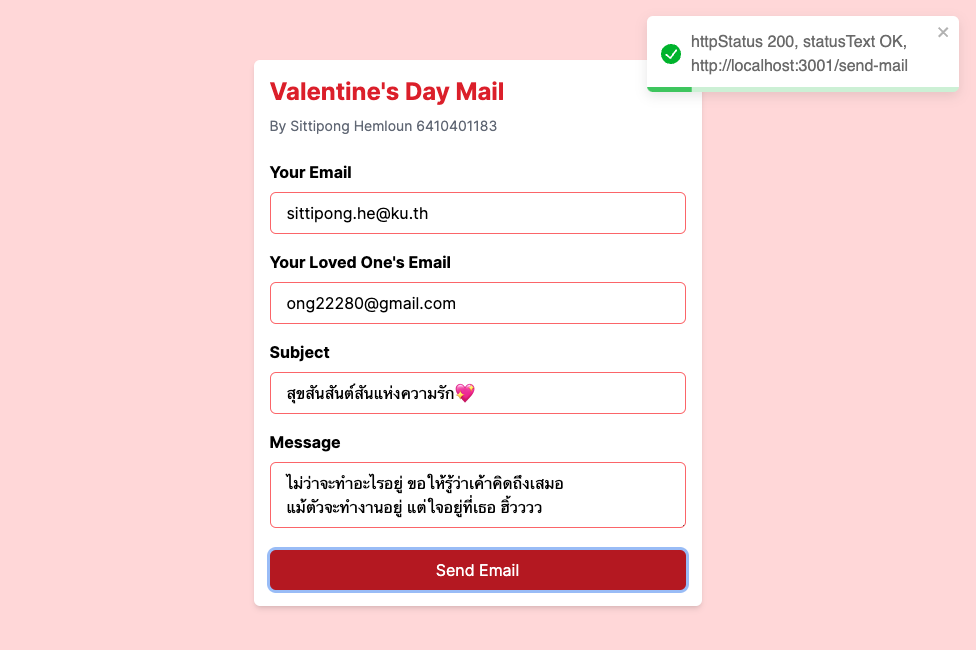 httpStatus 200, statusText OK,
http://localhost:3001/send-mail
Valentine's Day Mail
By Sittipong Hemloun 6410401183
Your Email
sittipong.he@ku.th
Your Loved One's Email
ong22280@gmail.com
Subject
สุขสันสันต์สันแห่งความรัก💖
Message
ไม่ว่าจะทำอะไรอยู่ ขอให้รู้ว่าเค้าคิดถึงเสมอ
แม้ตัวจะทำงานอยู่ แต่ใจอยู่ที่เธอ ฮิ้วววว
Send Email